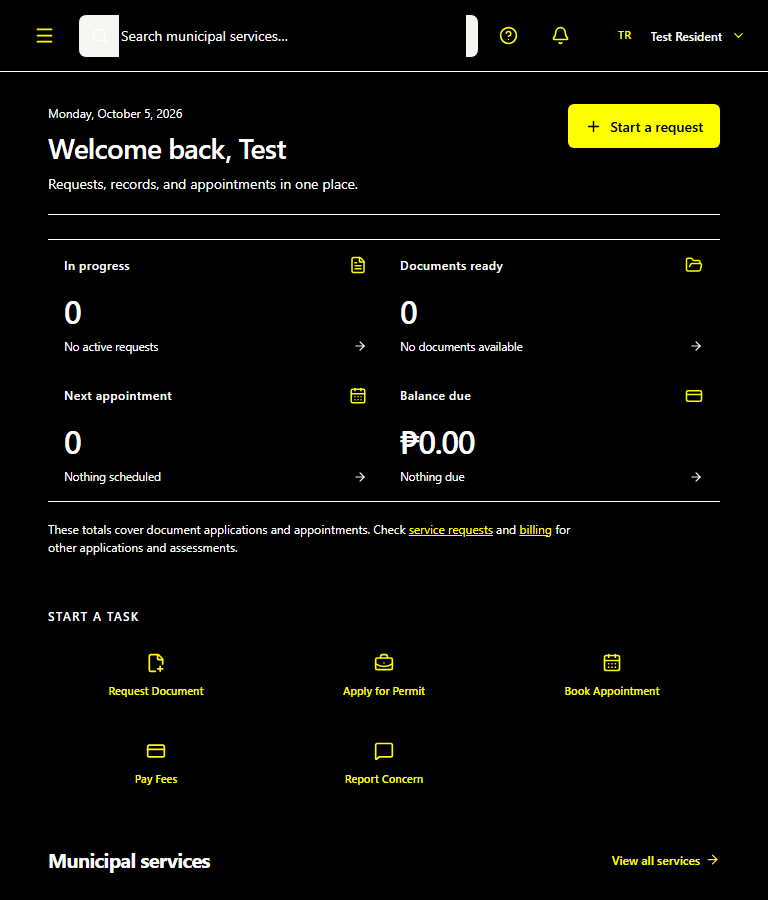 Search municipal services...
TR
Test Resident
Monday, October 5, 2026
Welcome back, Test
Start a request
Requests, records, and appointments in one place.
In progress
Documents ready
0
0
No active requests
No documents available
Next appointment
Balance due
0
₱0.00
Nothing scheduled
Nothing due
These totals cover document applications and appointments. Check service requests and billing for
other applications and assessments.
START A TASK
Request Document
Apply for Permit
Book Appointment
Pay Fees
Report Concern
Municipal services
View all services